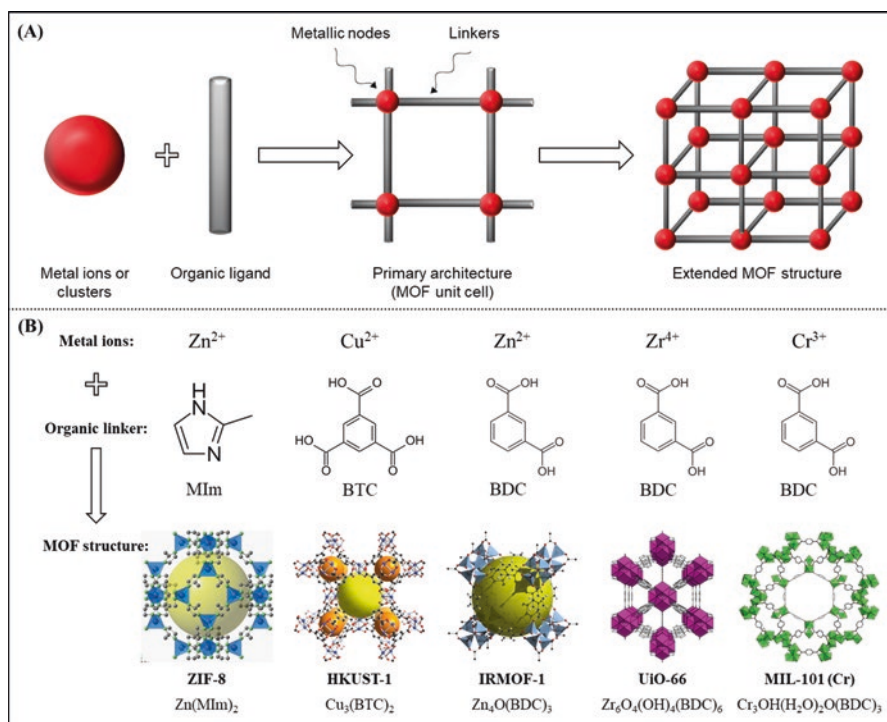 (A)
Metallic nodes
Linkers
Metal ions or
clusters
Organic ligand
Primary architecture
(MOF unit cell)
Extended MOF structure
(B)
Metal ions:
Zn²⁺
Cu²⁺
Zn²⁺
Zr⁴⁺
Cr³⁺
Organic linker:
H
N
N
MIm
HO
O
HO
O
OH
O
BTC
O
OH
O
OH
BDC
O
OH
O
OH
BDC
O
OH
O
OH
BDC
MOF structure:
ZIF-8
HKUST-1
IRMOF-1
UiO-66
MIL-101 (Cr)
Zn(MIm)₂
Cu₃(BTC)₂
Zn₄O(BDC)₃
Zr₆O₄(OH)₄(BDC)₆
Cr₃OH(H₂O)₂O(BDC)₃